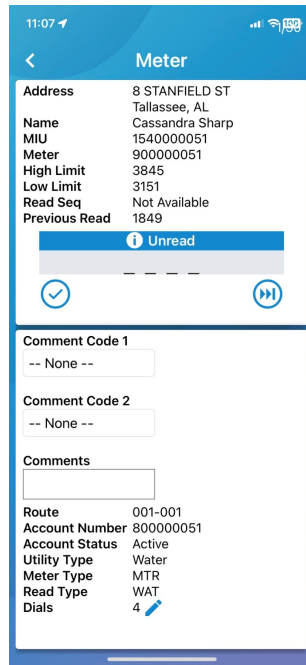 11:07
1/50
Meter
Address 8 STANFIELD ST
Tallassee, AL
Name Cassandra Sharp
MIU 1540000051
Meter 900000051
High Limit 3845
Low Limit 3151
Read Seq Not Available
Previous Read 1849
Unread
_ _ _ _
Comment Code 1
-- None --
Comment Code 2
-- None --
Comments
Route 001-001
Account Number 800000051
Account Status Active
Utility Type Water
Meter Type MTR
Read Type WAT
Dials 4